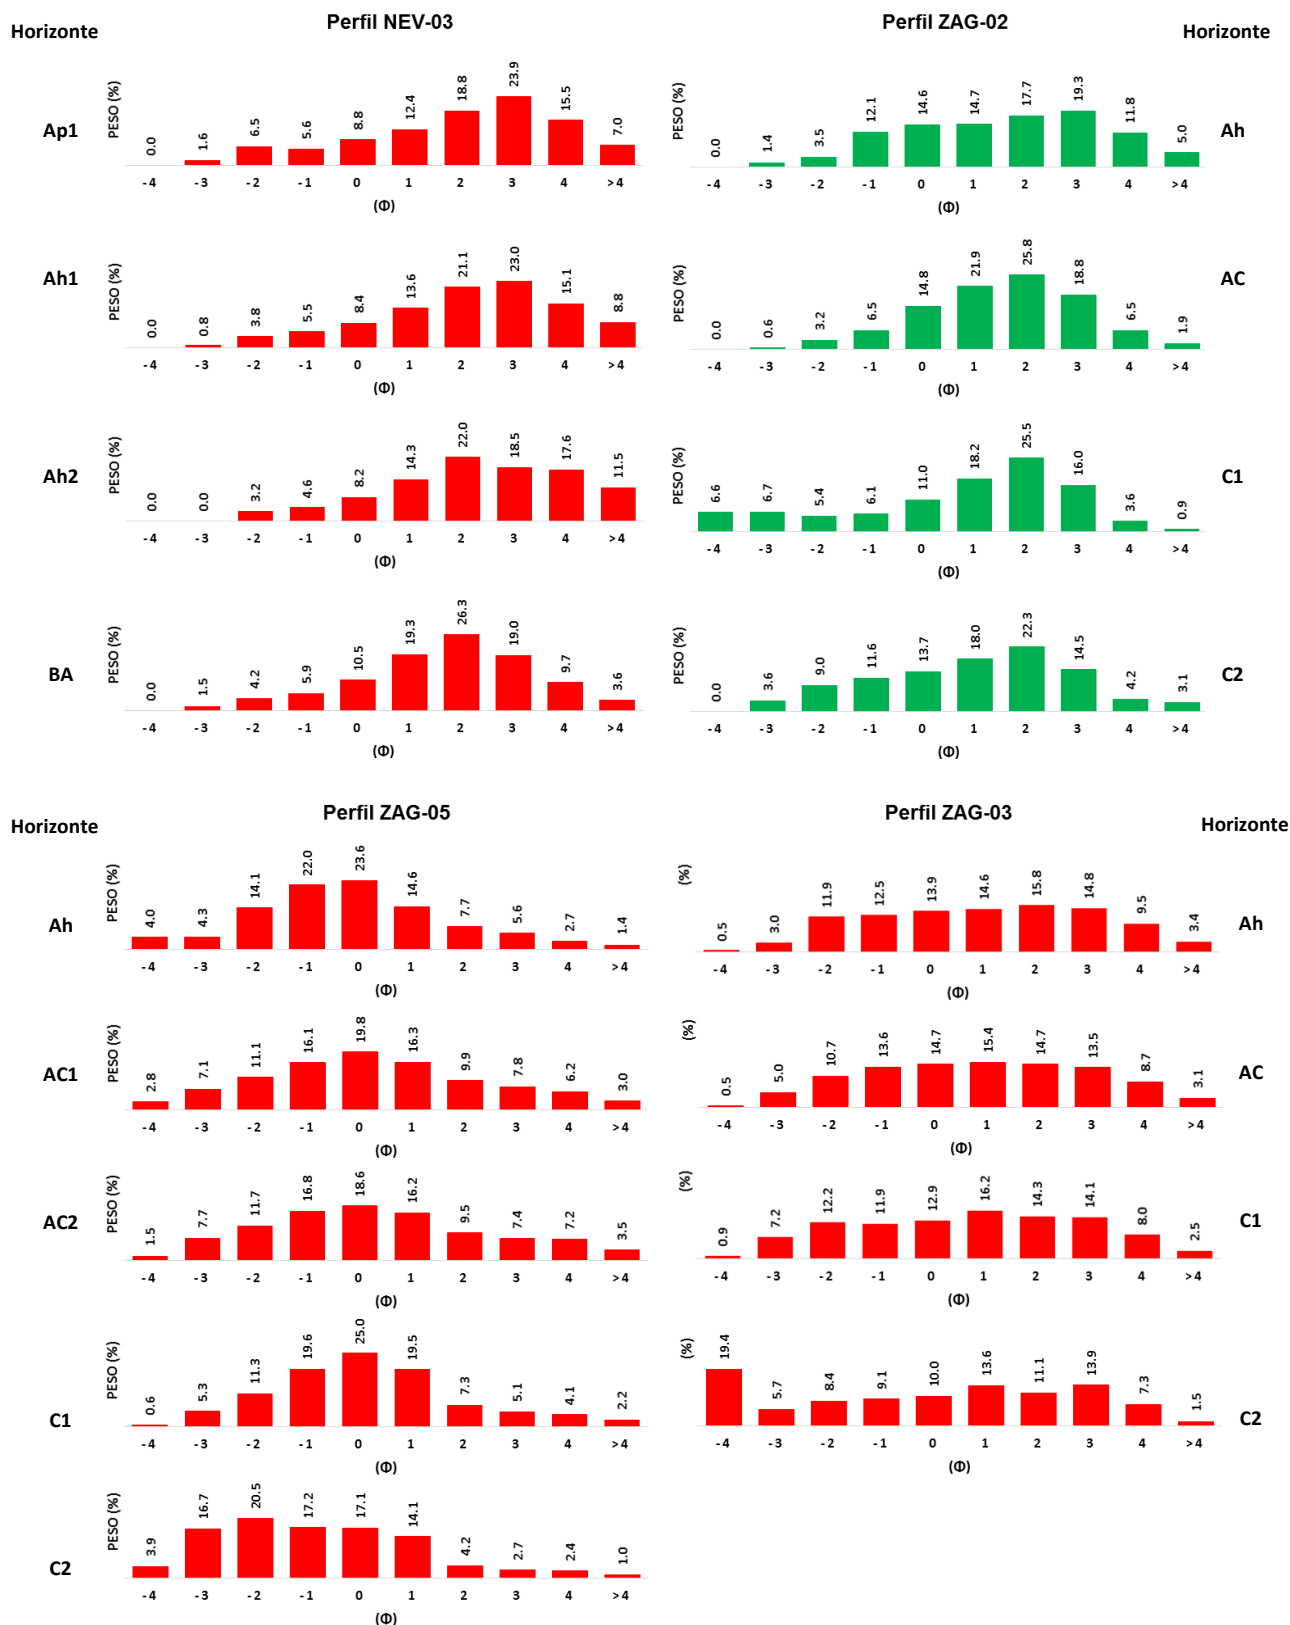 Horizonte
Perfil NEV-03
Ap1
PESO (%)
0.0 1.6 6.5 5.6 8.8 12.4 18.8 23.9 15.5 7.0
-4 -3 -2 -1 0 1 2 3 4 >4
(Φ)
Ah1
PESO (%)
0.0 0.8 3.8 5.5 8.4 13.6 21.1 23.0 15.1 8.8
-4 -3 -2 -1 0 1 2 3 4 >4
(Φ)
Ah2
PESO (%)
0.0 0.0 3.2 4.6 8.2 14.3 22.0 18.5 17.6 11.5
-4 -3 -2 -1 0 1 2 3 4 >4
(Φ)
BA
PESO (%)
0.0 1.5 4.2 5.9 10.5 19.3 26.3 19.0 9.7 3.6
-4 -3 -2 -1 0 1 2 3 4 >4
(Φ)
Perfil ZAG-02
Horizonte
PESO (%)
0.0 1.4 3.5 12.1 14.6 14.7 17.7 19.3 11.8 5.0
Ah
-4 -3 -2 -1 0 1 2 3 4 >4
(Φ)
PESO (%)
0.0 0.6 3.2 6.5 14.8 21.9 25.8 18.8 6.5 1.9
AC
-4 -3 -2 -1 0 1 2 3 4 >4
(Φ)
PESO (%)
6.6 6.7 5.4 6.1 11.0 18.2 25.5 16.0 3.6 0.9
C1
-4 -3 -2 -1 0 1 2 3 4 >4
(Φ)
PESO (%)
0.0 3.6 9.0 11.6 13.7 18.0 22.3 14.5 4.2 3.1
C2
-4 -3 -2 -1 0 1 2 3 4 >4
(Φ)
Horizonte
Perfil ZAG-05
Ah
PESO (%)
4.0 4.3 14.1 22.0 23.6 14.6 7.7 5.6 2.7 1.4
-4 -3 -2 -1 0 1 2 3 4 >4
(Φ)
AC1
PESO (%)
2.8 7.1 11.1 16.1 19.8 16.3 9.9 7.8 6.2 3.0
-4 -3 -2 -1 0 1 2 3 4 >4
(Φ)
AC2
PESO (%)
1.5 7.7 11.7 16.8 18.6 16.2 9.5 7.4 7.2 3.5
-4 -3 -2 -1 0 1 2 3 4 >4
(Φ)
C1
PESO (%)
0.6 5.3 11.3 19.6 25.0 19.5 7.3 5.1 4.1 2.2
-4 -3 -2 -1 0 1 2 3 4 >4
(Φ)
C2
PESO (%)
3.9 16.7 20.5 17.2 17.1 14.1 4.2 2.7 2.4 1.0
-4 -3 -2 -1 0 1 2 3 4 >4
(Φ)
Perfil ZAG-03
Horizonte
(%)
0.5 3.0 11.9 12.5 13.9 14.6 15.8 14.8 9.5 3.4
Ah
-4 -3 -2 -1 0 1 2 3 4 >4
(Φ)
(%)
0.5 5.0 10.7 13.6 14.7 15.4 14.7 13.5 8.7 3.1
AC
-4 -3 -2 -1 0 1 2 3 4 >4
(Φ)
(%)
0.9 7.2 12.2 11.9 12.9 16.2 14.3 14.1 8.0 2.5
C1
-4 -3 -2 -1 0 1 2 3 4 >4
(Φ)
(%)
19.4 5.7 8.4 9.1 10.0 13.6 11.1 13.9 7.3 1.5
C2
-4 -3 -2 -1 0 1 2 3 4 >4
(Φ)